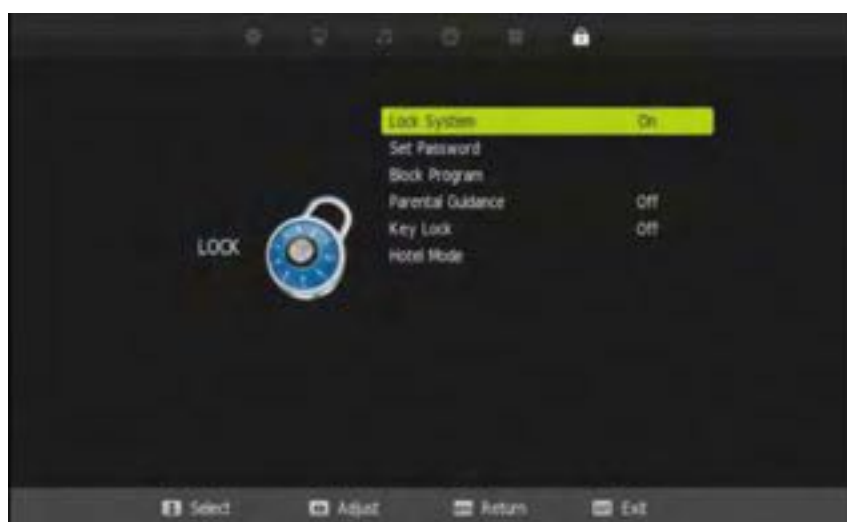 Lock System On
Set Password
Block Program
Parental Guidance Off
Key Lock Off
Hotel Mode
LOCK
Select Adjust Return Exit